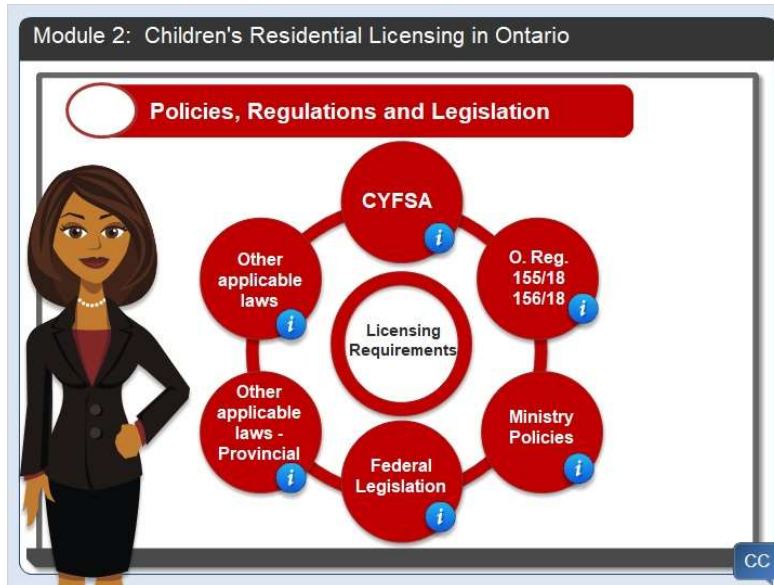 Module 2:  Children's Residential Licensing in Ontario
Policies, Regulations and Legislation
CYFSA
i
O. Reg.
155/18
156/18
i
Ministry
Policies
i
Federal
Legislation
i
Other
applicable
laws -
Provincial
i
Other
applicable
laws
i
Licensing
Requirements
CC